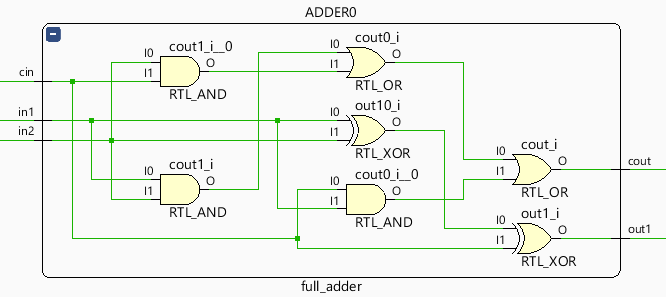 ADDER0
cout1_i__0
I0
I1
O
RTL_AND
cout0_i
I0
I1
O
RTL_OR
cin
in1
in2
out10_i
I0
I1
O
RTL_XOR
cout1_i
I0
I1
O
RTL_AND
cout0_i__0
I0
I1
O
RTL_AND
cout_i
I0
I1
O
RTL_OR
cout
out1_i
I0
I1
O
RTL_XOR
out1
full_adder